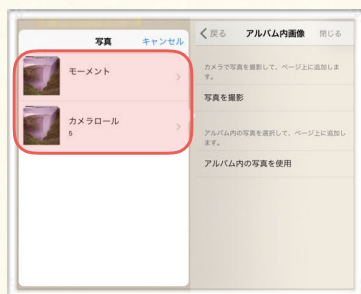 写真 キャンセル
モーメント
カメラロール
5
戻る アルバム内画像 閉じる
カメラで写真を撮影して、ページ上に追加しま
す。
写真を撮影
アルバム内の写真を選択して、ページ上に追加し
ます。
アルバム内の写真を使用